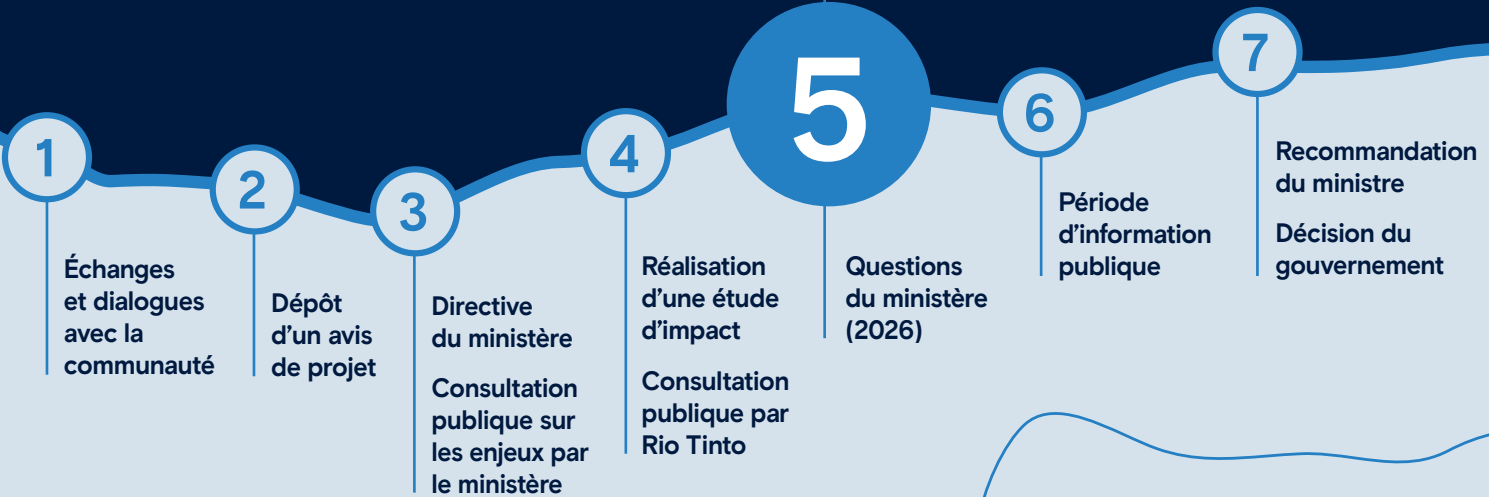 1
Échanges
et dialogues
avec la
communauté
2
Dépôt
d’un avis
de projet
3
Directive
du ministère
Consultation
publique sur
les enjeux par
le ministère
4
Réalisation
d’une étude
d’impact
Consultation
publique par
Rio Tinto
5
Questions
du ministère
(2026)
6
Période
d’information
publique
7
Recommandation
du ministre
Décision du
gouvernement